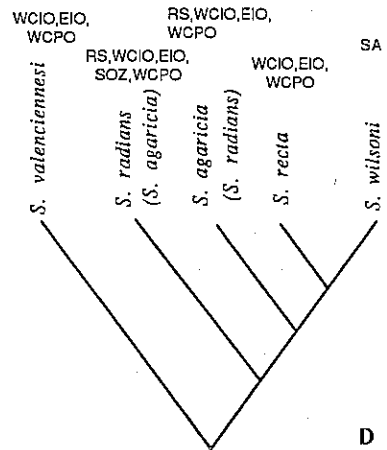 WCIO,EIO,
WCPO
RS,WCIO,EIO,
SOZ,WCPO
RS,WCIO,EIO,
WCPO
WCIO,EIO,
WCPO
SA
S. valenciennesi
S. radians
(S. agaricia)
S. agaricia
(S. radians)
S. recta
S. wilsoni
D